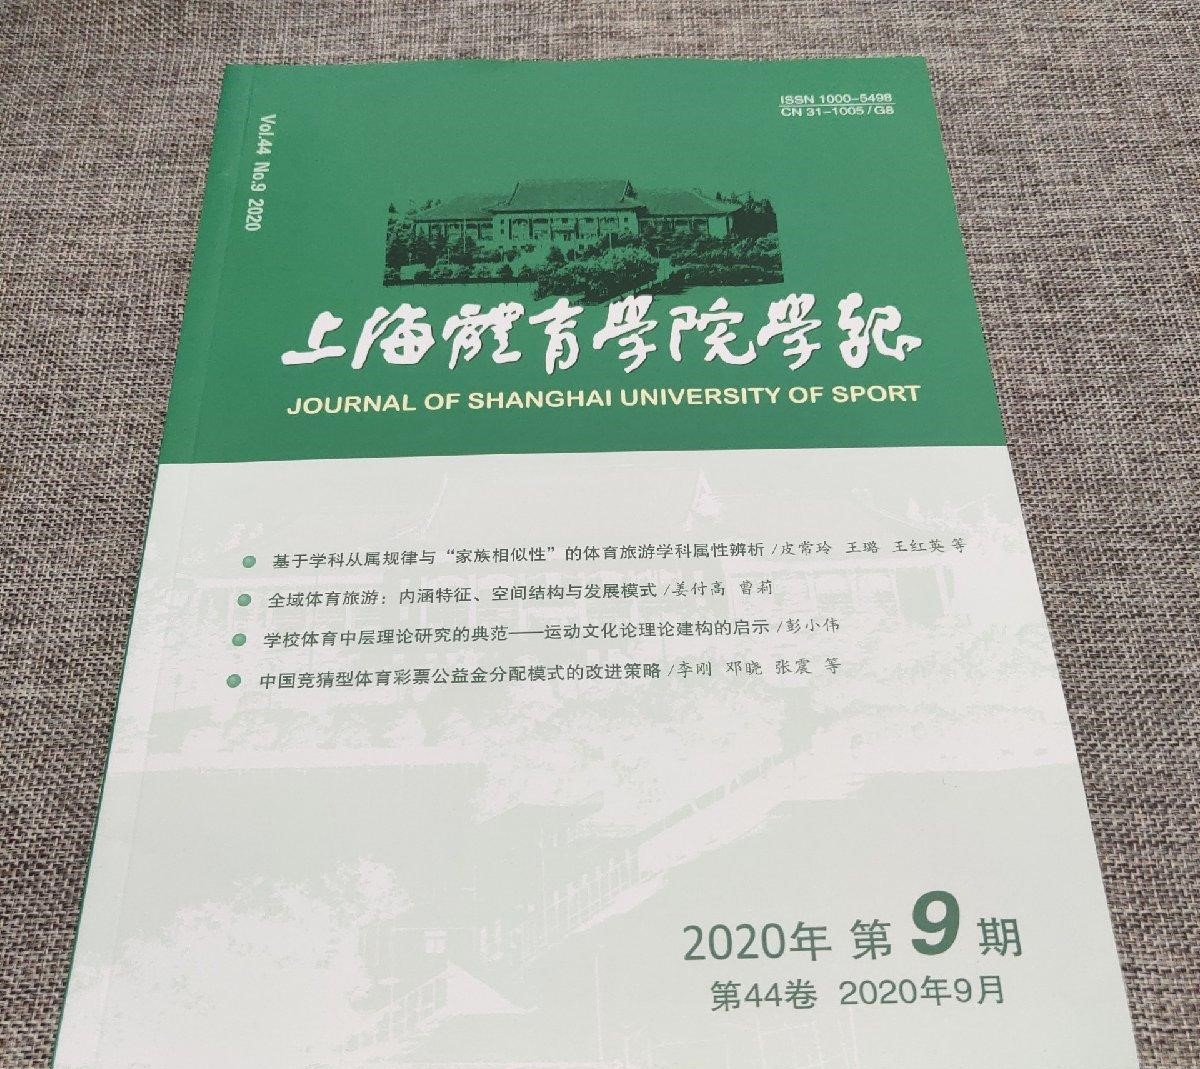 ISSN 1000-5498
CN 31-1005/G8
Vol.44 No.9 2020
上海體育學院學報
JOURNAL OF SHANGHAI UNIVERSITY OF SPORT
基于学科从属规律与“家族相似性”的体育旅游学科属性辨析/皮常玲 王璐 王红英 等
全域体育旅游：内涵特征、空间结构与发展模式/姜付高 曹莉
学校体育中层理论研究的典范——运动文化论理论建构的启示/彭小伟
中国竞猜型体育彩票公益金分配模式的改进策略/李刚 邓晓 张震 等
2020年 第9期
第44卷 2020年9月